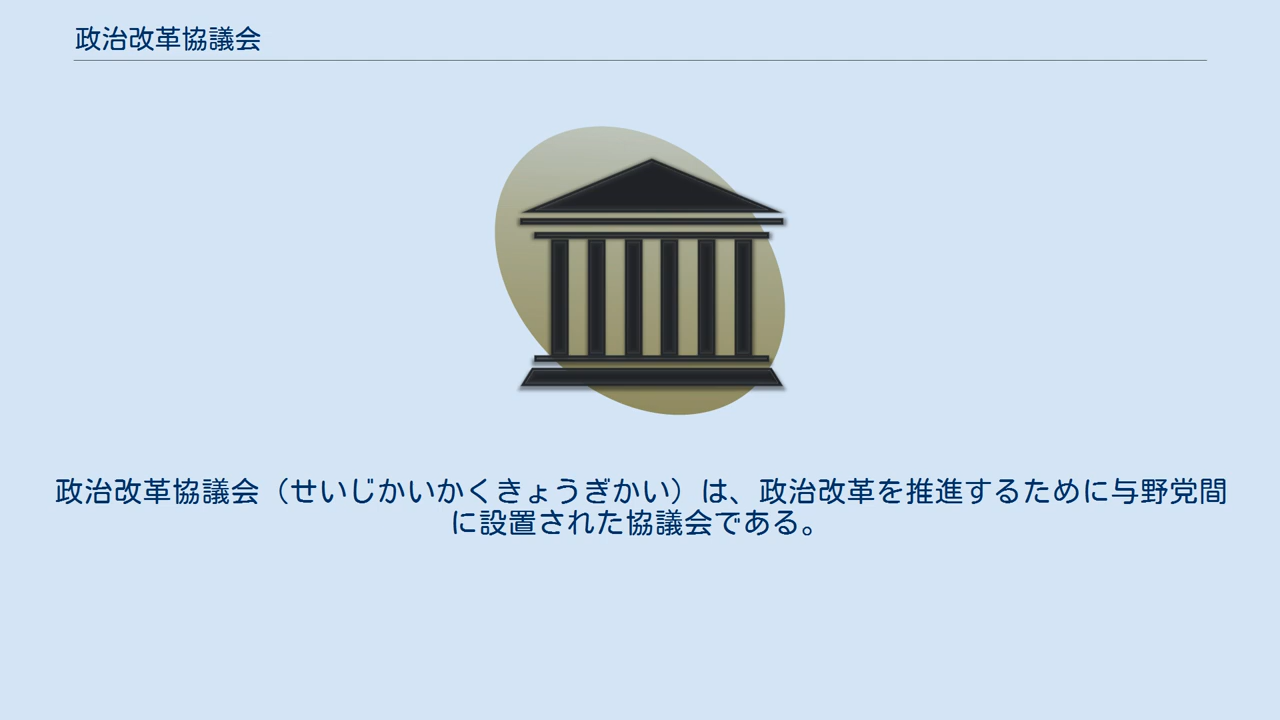 政治改革協議会
政治改革協議会（せいじかいかくきょうぎかい）は、政治改革を推進するために与野党間
に設置された協議会である。